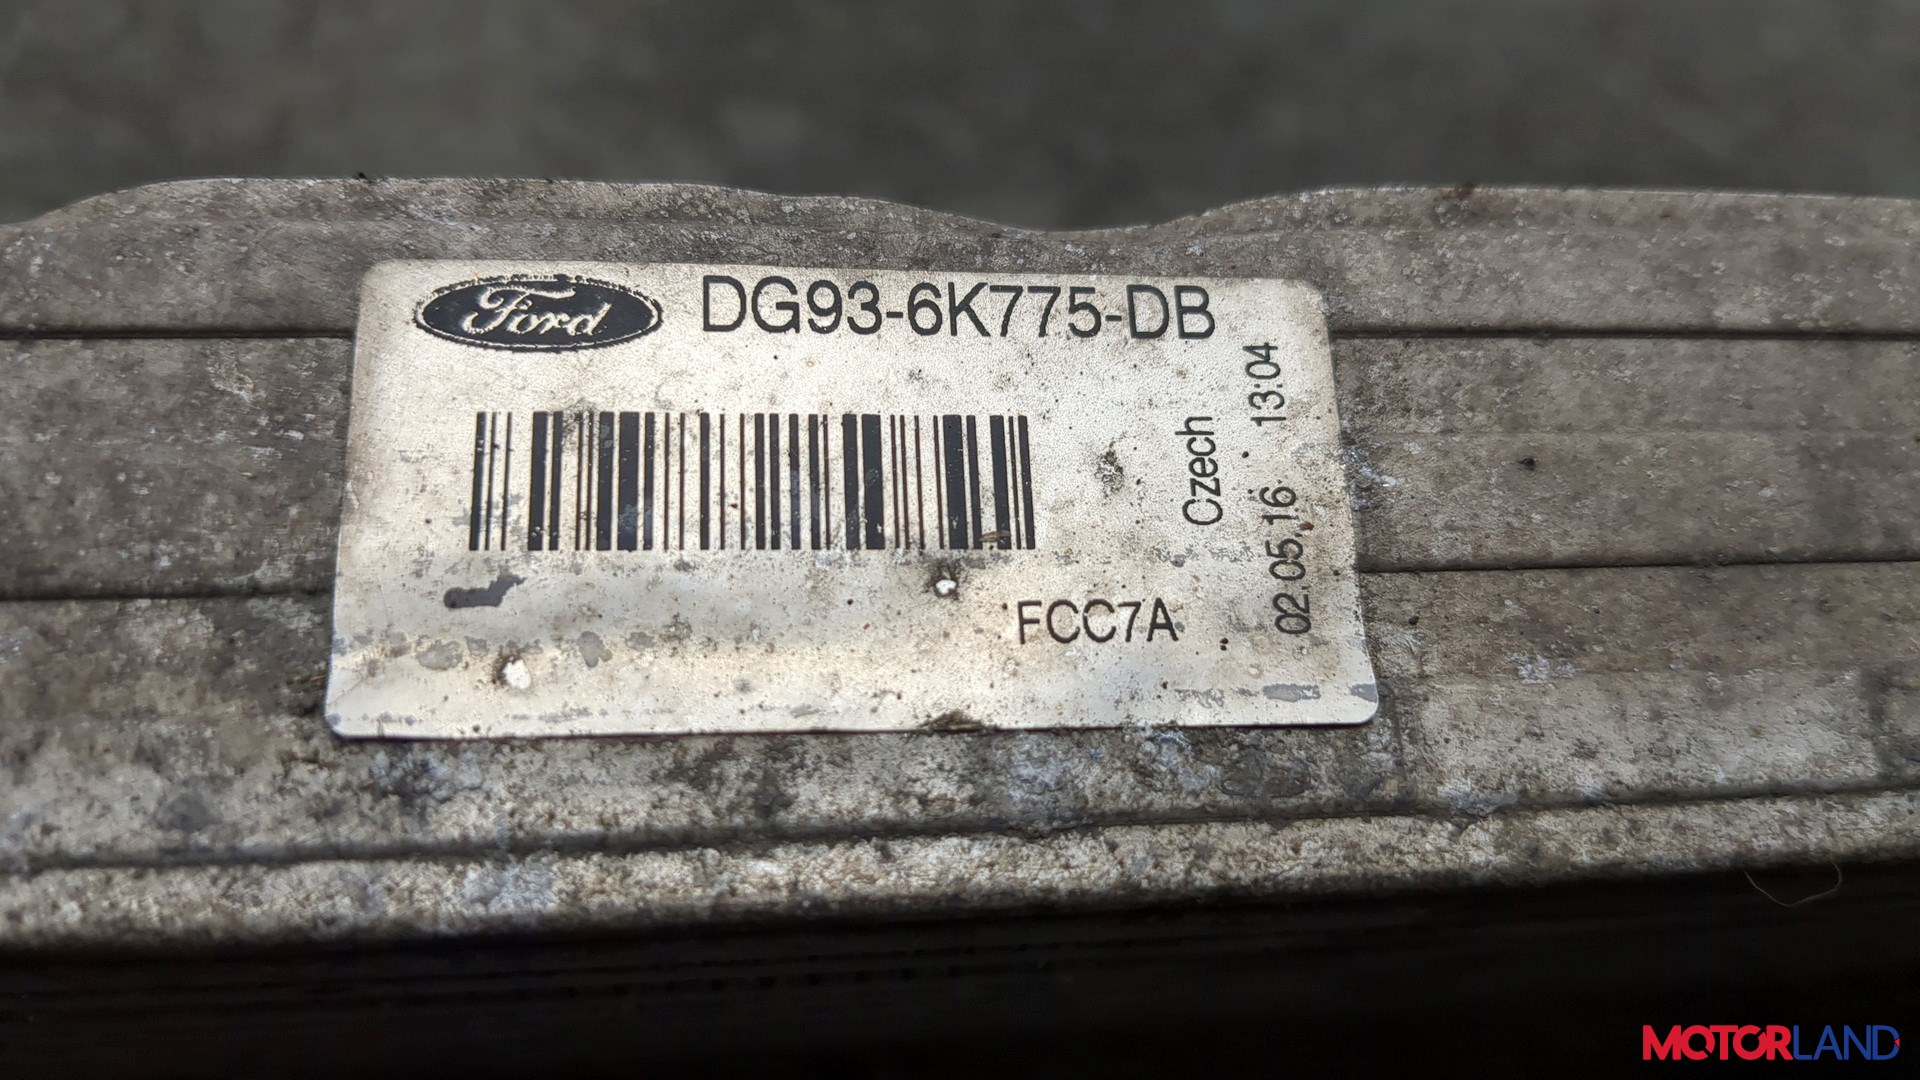 Ford
DG93-6K775-DB
Czech
02.05.16 13:04
FCC7A
MOTORLAND